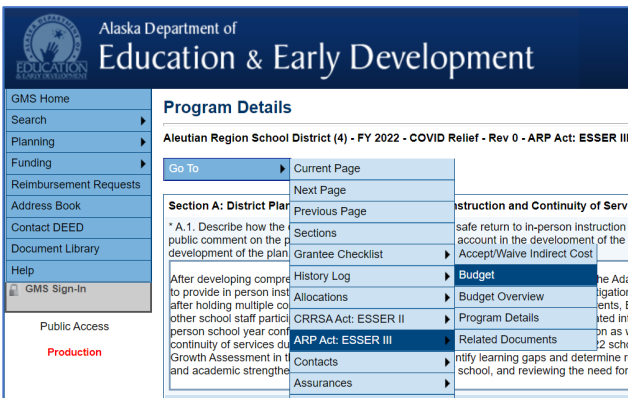 Alaska Department of
Education & Early Development
EDUCATION
& EARLY DEVELOPMENT
GMS Home
Search
Planning
Funding
Reimbursement Requests
Address Book
Contact DEED
Document Library
Help
GMS Sign-In
Public Access
Production
Program Details
Aleutian Region School District (4) - FY 2022 - COVID Relief - Rev 0 - ARP Act: ESSER III
Go To
Current Page
Next Page
Previous Page
Sections
Grantee Checklist
History Log
Allocations
CRRSA Act: ESSER II
ARP Act: ESSER III
Contacts
Assurances
Accept/Waive Indirect Cost
Budget
Budget Overview
Program Details
Related Documents
Section A: District Plan struction and Continuity of Serv
* A.1. Describe how the safe return to in-person instruction
public comment on the p account in the development of the
development of the plan
After developing compre he Ada
to provide in person inst tigation
after holding multiple co ents, E
other school staff partici ted int
person school year conf on as w
continuity of services du 22 scho
Growth Assessment in t ntify learning gaps and determine r
and academic strengthe school, and reviewing the need for